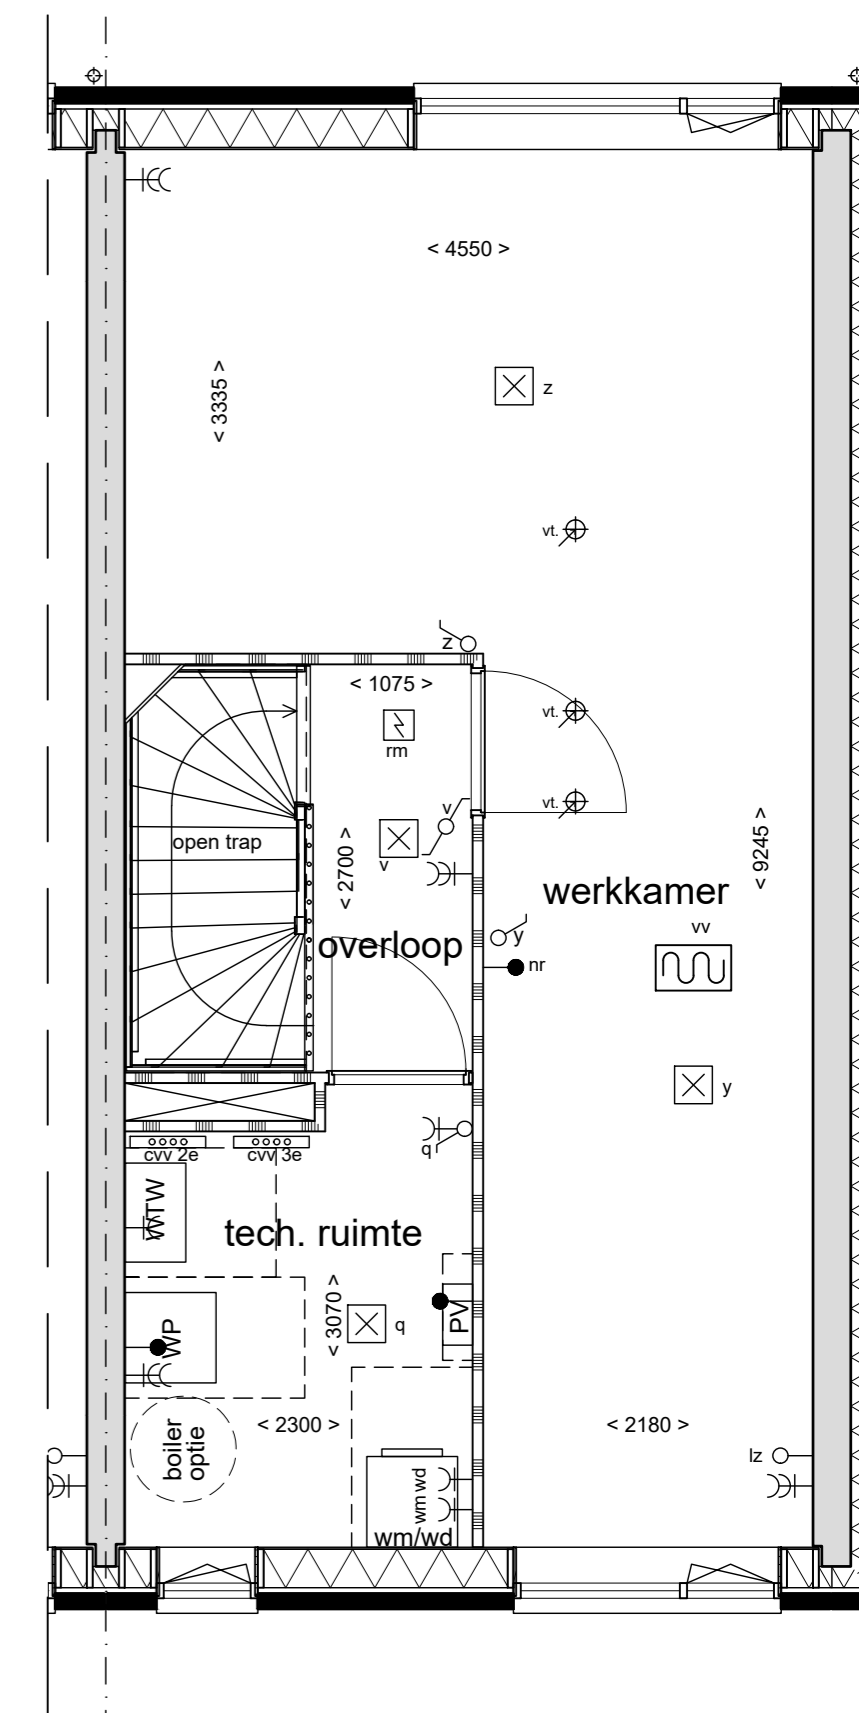 < 4550 >
< 3335 >
z
vt.
z
< 1075 >
vt.
rm
vt.
v
open trap
v
< 2700 >
< 9245 >
werkkamer
overloop
vv
y
nr
y
q
cvv 2e
cvv 3e
WTW
tech. ruimte
< 3070 >
q
PV
WP
< 2300 >
< 2180 >
boiler
optie
lz
wm
wd
wm/wd